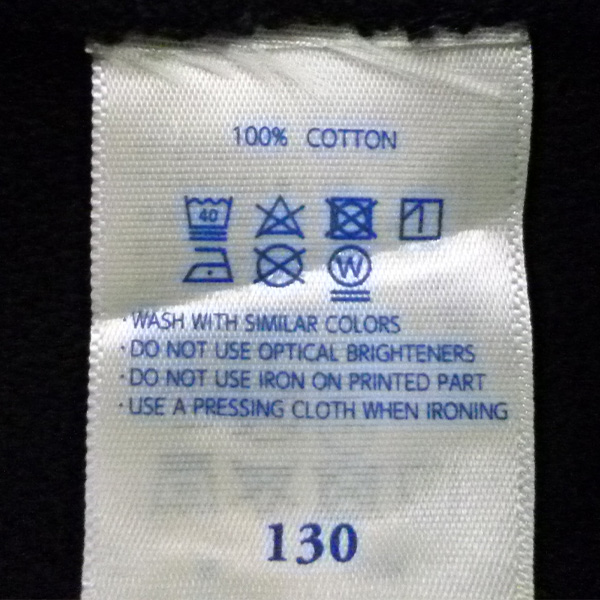 100% COTTON
40
W
· WASH WITH SIMILAR COLORS
· DO NOT USE OPTICAL BRIGHTENERS
· DO NOT USE IRON ON PRINTED PART
· USE A PRESSING CLOTH WHEN IRONING
130